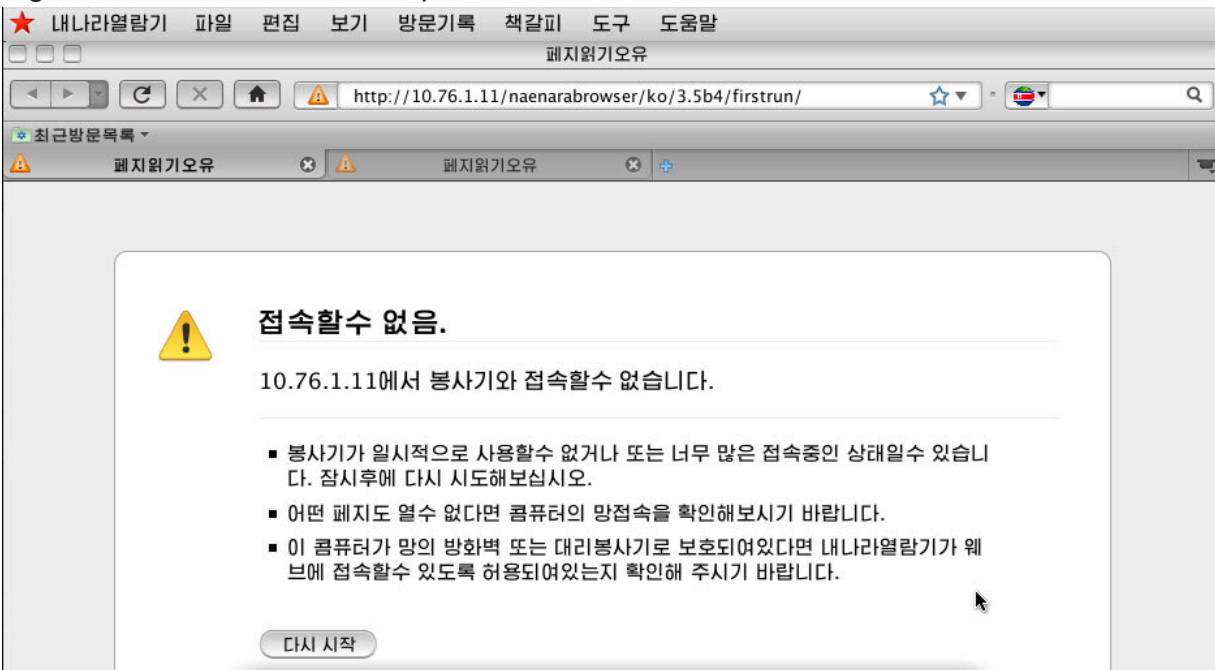 내나라열람기 파일 편집 보기 방문기록 책갈피 도구 도움말
페지읽기오유
http://10.76.1.11/naenarabrowser/ko/3.5b4/firstrun/
최근방문목록
페지읽기오유 페지읽기오유
접속할수 없음.
10.76.1.11에서 봉사기와 접속할수 없습니다.
봉사기가 일시적으로 사용할수 없거나 또는 너무 많은 접속중인 상태일수 있습니
다. 잠시후에 다시 시도해보십시오.
어떤 페지도 열수 없다면 콤퓨터의 망접속을 확인해보시기 바랍니다.
이 콤퓨터가 망의 방화벽 또는 대리봉사기로 보호되여있다면 내나라열람기가 웨
브에 접속할수 있도록 허용되여있는지 확인해 주시기 바랍니다.
다시 시작